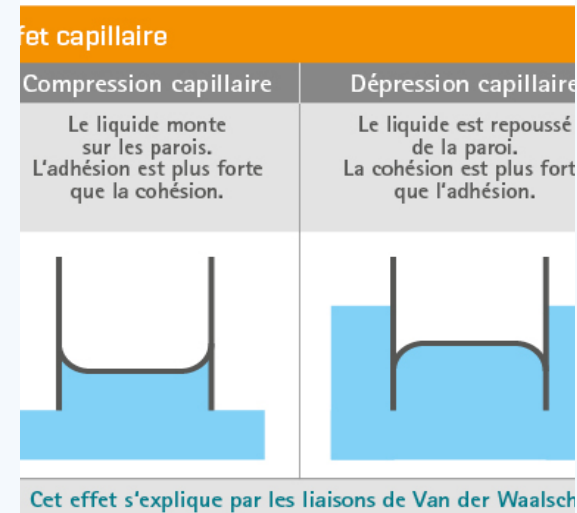 fet capillaire
Compression capillaire
Dépression capillaire
Le liquide monte
sur les parois.
L'adhésion est plus forte
que la cohésion.
Le liquide est repoussé
de la paroi.
La cohésion est plus fort
que l'adhésion.
Cet effet s'explique par les liaisons de Van der Waalsch